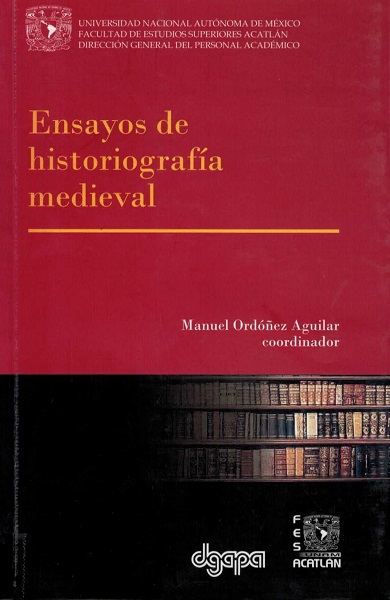 UNIVERSIDAD NACIONAL AUTÓNOMA DE MÉXICO
FACULTAD DE ESTUDIOS SUPERIORES ACATLÁN
DIRECCIÓN GENERAL DEL PERSONAL ACADÉMICO
Ensayos de
historiografía
medieval
Manuel Ordóñez Aguilar
coordinador
dgapa
FES
UNAM
ACATLÁN